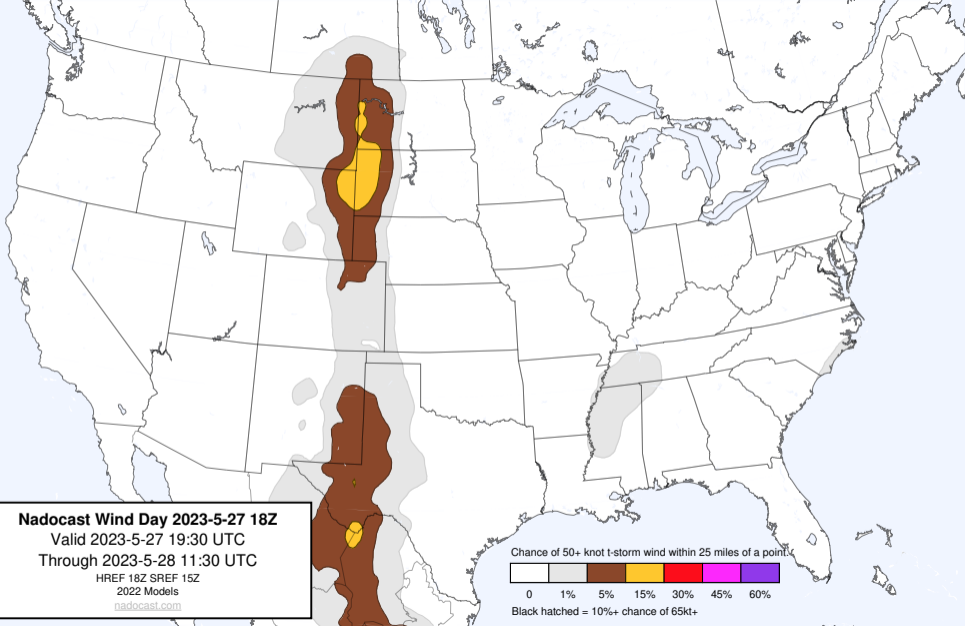 Nadocast Wind Day 2023-5-27 18Z
Valid 2023-5-27 19:30 UTC
Through 2023-5-28 11:30 UTC
HREF 18Z SREF 15Z
2022 Models
nadocast.com
Chance of 50+ knot t-storm wind within 25 miles of a point.
0 1% 5% 15% 30% 45% 60%
Black hatched = 10%+ chance of 65kt+